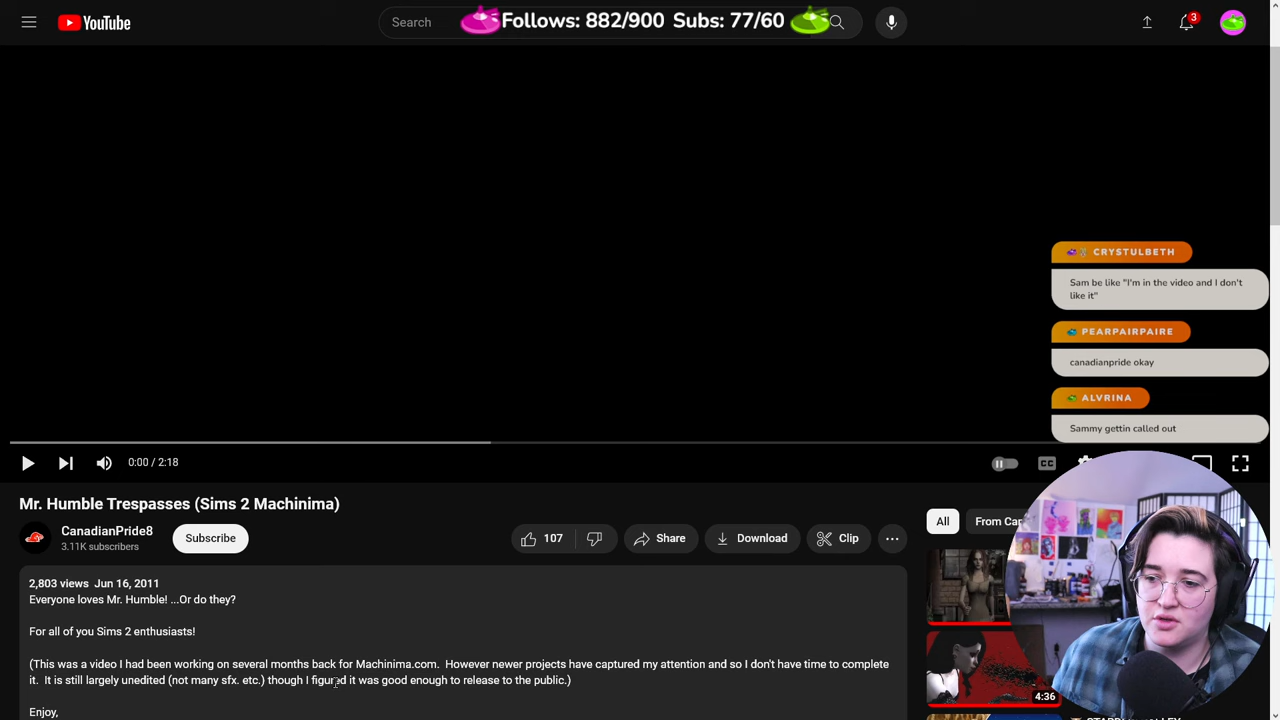 YouTube
Search
Follows: 882/900 Subs: 77/60
3
CRYSTULBETH
Sam be like "I'm in the video and I don't
like it"
PEARPAIRPAIRE
canadianpride okay
ALVRINA
Sammy gettin called out
0:00 / 2:18
CC
Mr. Humble Trespasses (Sims 2 Machinima)
CanadianPride8
3.11K subscribers
Subscribe
107
Share
Download
Clip
All
From Car
2,803 views Jun 16, 2011
Everyone loves Mr. Humble! ...Or do they?
For all of you Sims 2 enthusiasts!
(This was a video I had been working on several months back for Machinima.com. However newer projects have captured my attention and so I don't have time to complete
it. It is still largely unedited (not many sfx. etc.) though I figured it was good enough to release to the public.)
Enjoy,
4:36